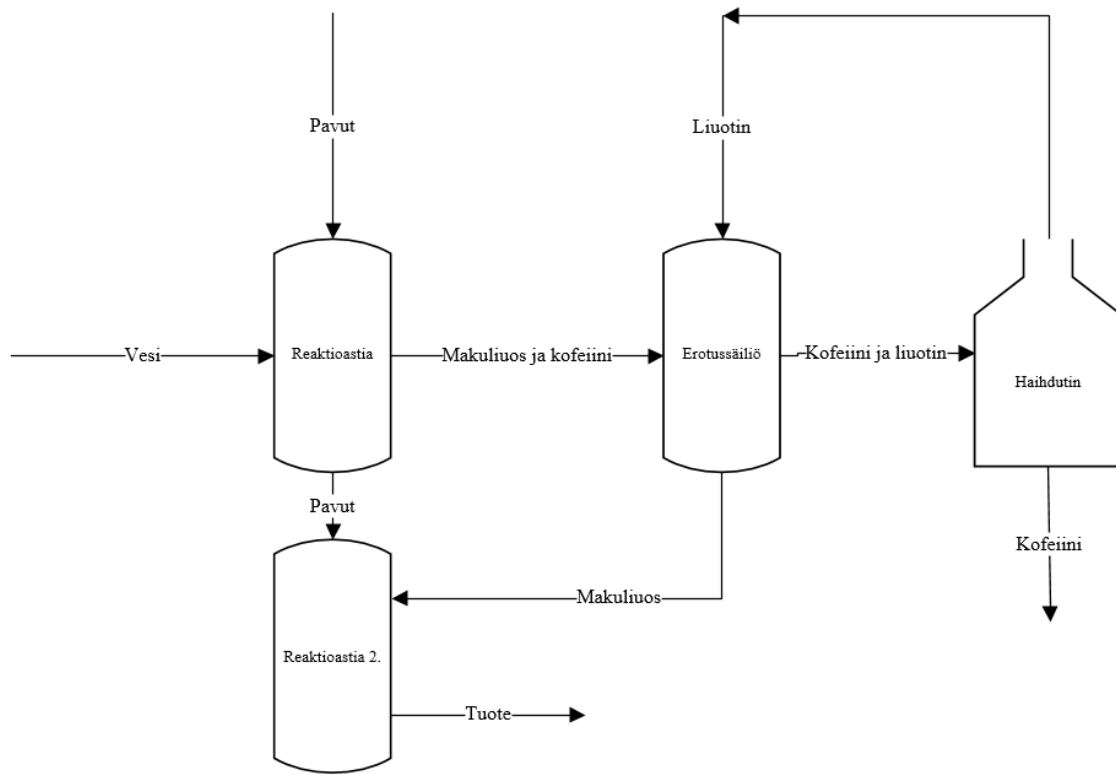 Pavut
Liuotin
Vesi
Reaktioastia
Makuliuos ja kofeiini
Erotussäiliö
Kofeiini ja liuotin
Haihdutin
Pavut
Kofeiini
Makuliuos
Reaktioastia 2.
Tuote